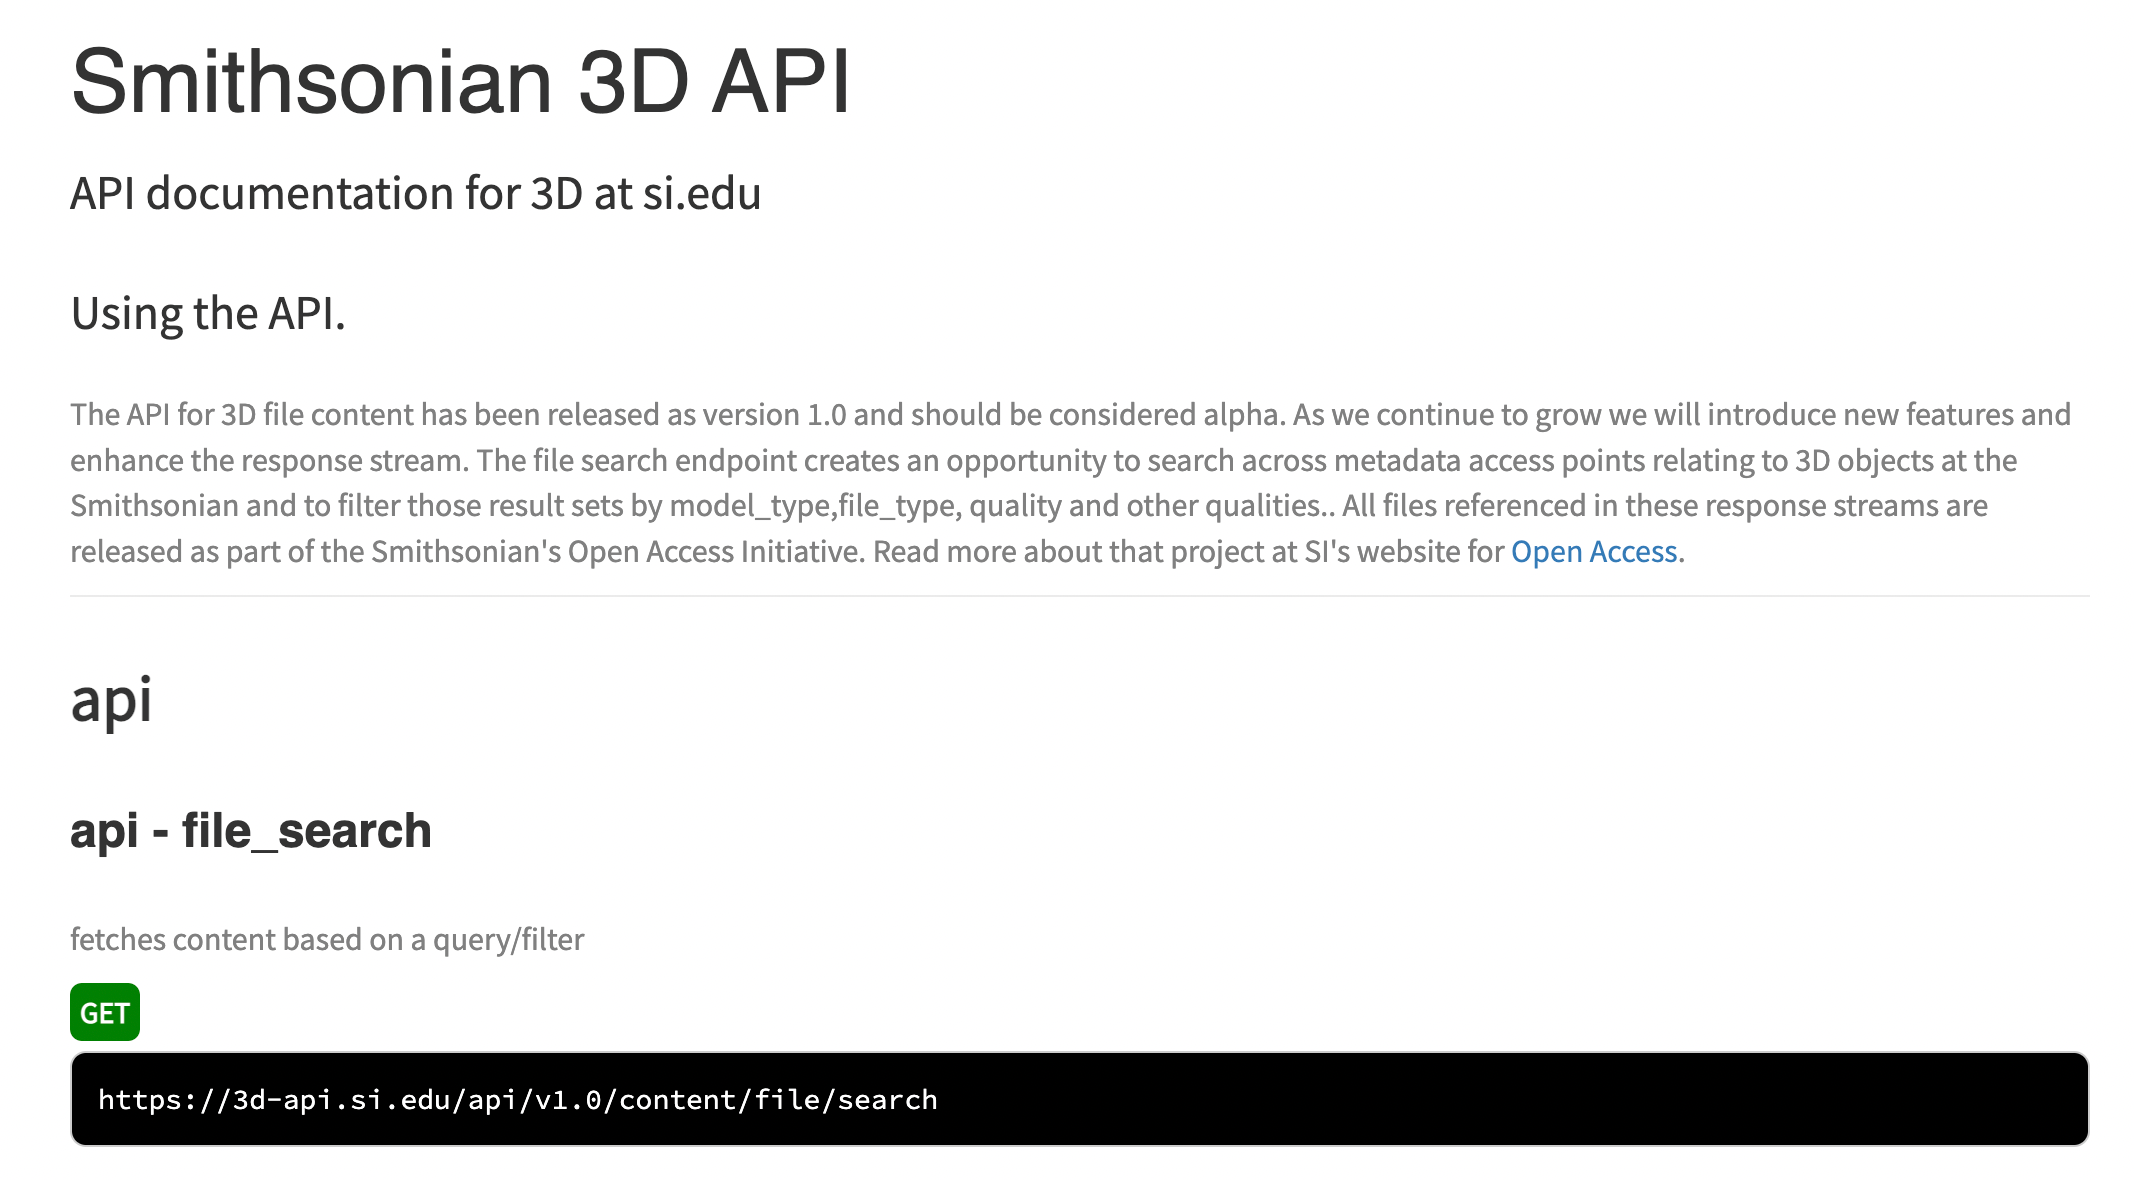 Smithsonian 3D API
API documentation for 3D at si.edu
Using the API.
The API for 3D file content has been released as version 1.0 and should be considered alpha. As we continue to grow we will introduce new features and
enhance the response stream. The file search endpoint creates an opportunity to search across metadata access points relating to 3D objects at the
Smithsonian and to filter those result sets by model_type,file_type, quality and other qualities.. All files referenced in these response streams are
released as part of the Smithsonian's Open Access Initiative. Read more about that project at SI's website for Open Access.
api
api - file_search
fetches content based on a query/filter
GET
https://3d-api.si.edu/api/v1.0/content/file/search